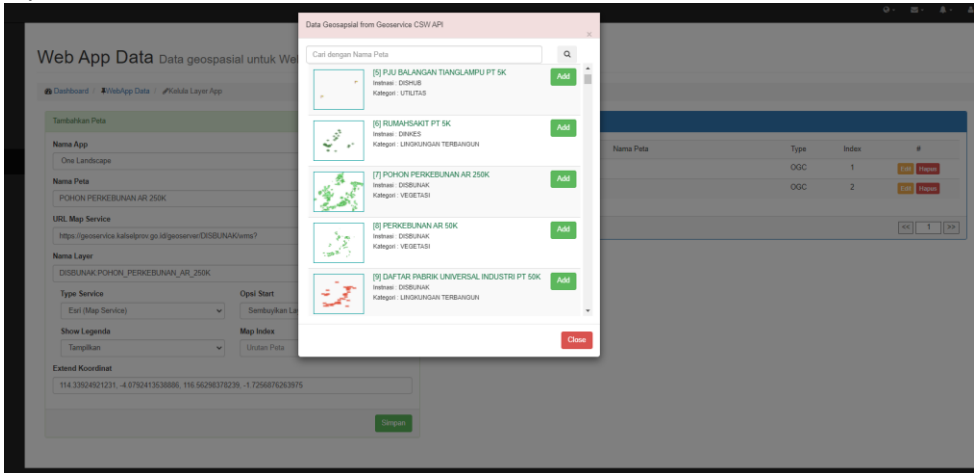 Data Geosapsial from Geoservice CSW API
×
Cari dengan Nama Peta
[5] PJU BALANGAN TIANGLAMPU PT 5K
Instnasi : DISHUB
Kategori : UTILITAS
Add
[6] RUMAHSAKIT PT 5K
Instnasi : DINKES
Kategori : LINGKUNGAN TERBANGUN
Add
[7] POHON PERKEBUNAN AR 250K
Instnasi : DISBUNAK
Kategori : VEGETASI
Add
[8] PERKEBUNAN AR 50K
Instnasi : DISBUNAK
Kategori : VEGETASI
Add
[9] DAFTAR PABRIK UNIVERSAL INDUSTRI PT 50K
Instnasi : DISBUNAK
Kategori : LINGKUNGAN TERBANGUN
Add
Close
Web App Data Data geospasial untuk We
Dashboard / WebApp Data / Kelola Layer App
Tambahkan Peta
Nama App
One Landscape
Nama Peta
POHON PERKEBUNAN AR 250K
URL Map Service
https://geoservice.kalselprov.go.id/geoserver/DISBUNAK/wms?
Nama Layer
DISBUNAK:POHON_PERKEBUNAN_AR_250K
Type Service
Opsi Start
Esri (Map Service)
Sembuyikan La
Show Legenda
Map Index
Tampilkan
Urutan Peta
Extend Koordinat
114.33924921231, -4.0792413538886, 116.56298378239, -1.7256876263975
Simpan
Nama Peta Type Index #
OGC 1 Edit Hapus
OGC 2 Edit Hapus
<< 1 >>